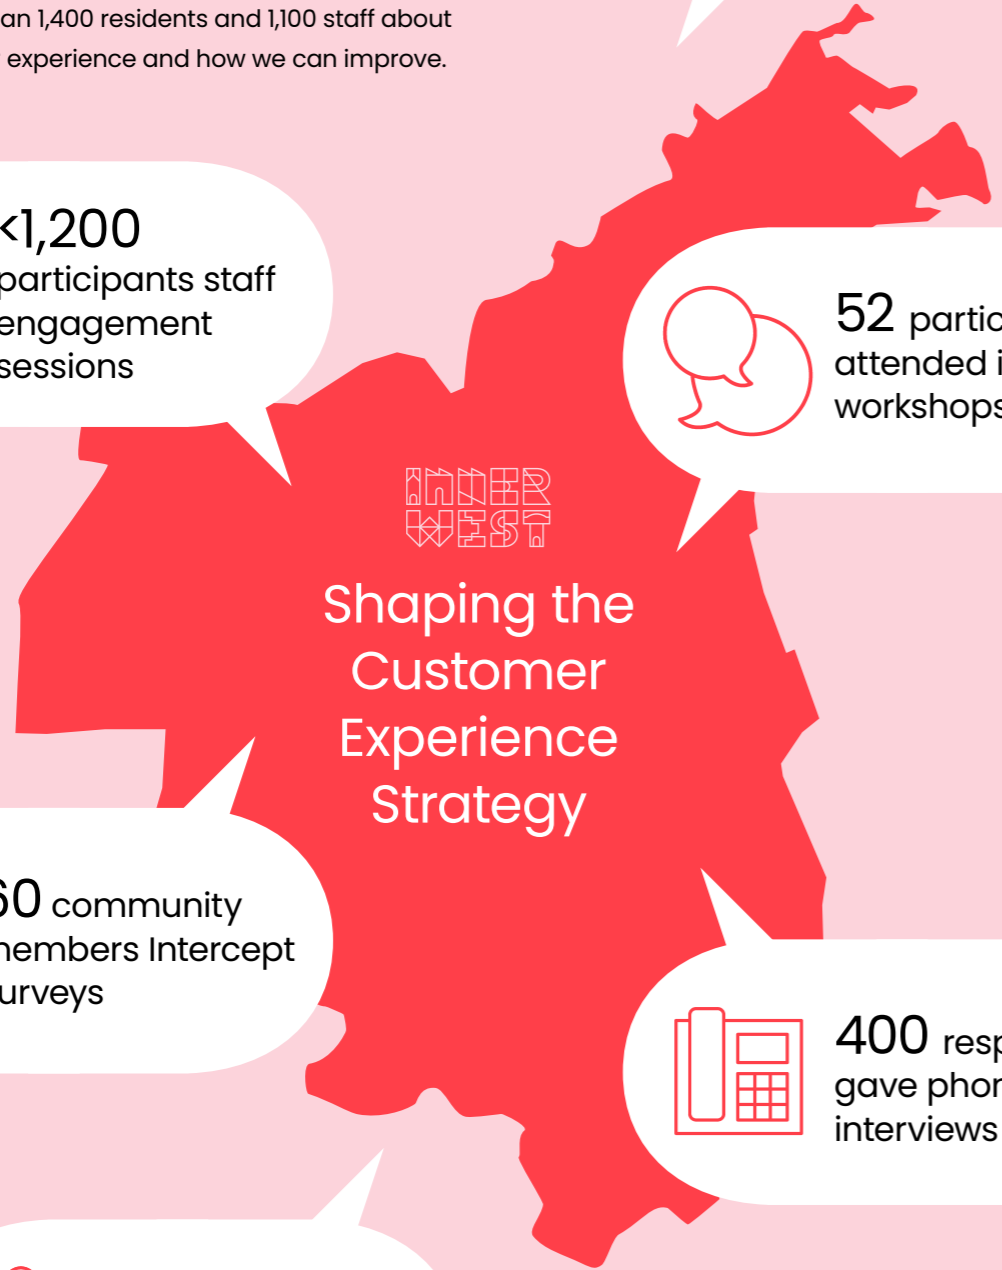 an 1,400 residents and 1,100 staff about
experience and how we can improve.
<1,200
participants staff
engagement
sessions
52
attended
workshops
INNER
WEST
Shaping the
Customer
Experience
Strategy
community
Intercept
400
gave
interviews